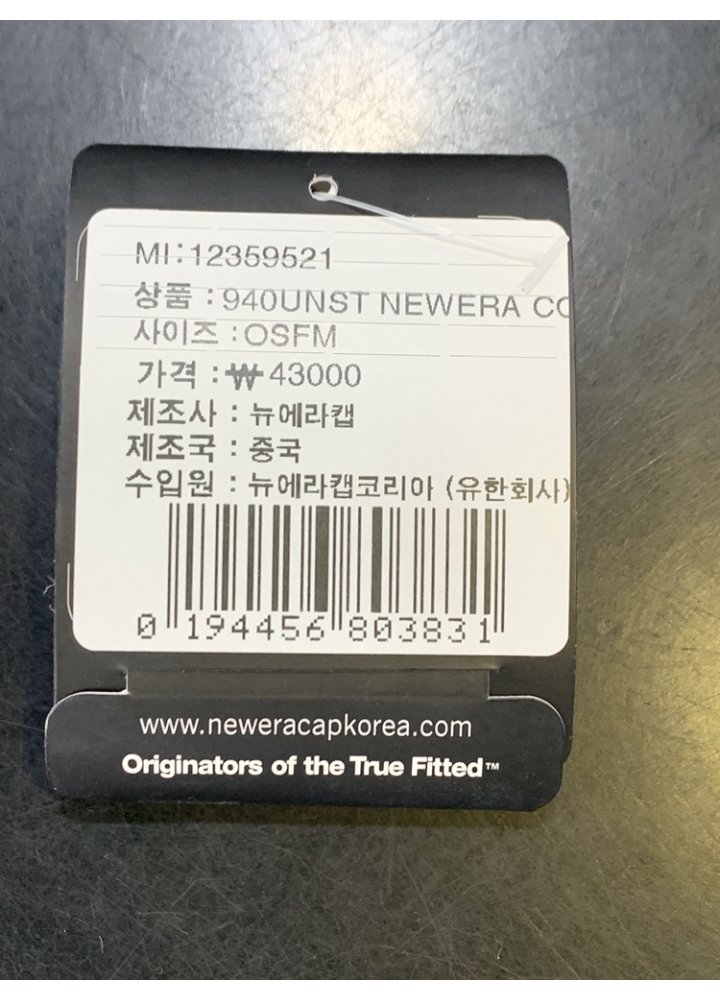 MI:12359521
상품 : 940UNST NEWERA CO
사이즈 : OSFM
가격 : ₩43000
제조사 : 뉴에라캡
제조국 : 중국
수입원 : 뉴에라캡코리아 (유한회사)
0 194456 803831
www.neweracapkorea.com
Originators of the True Fitted™